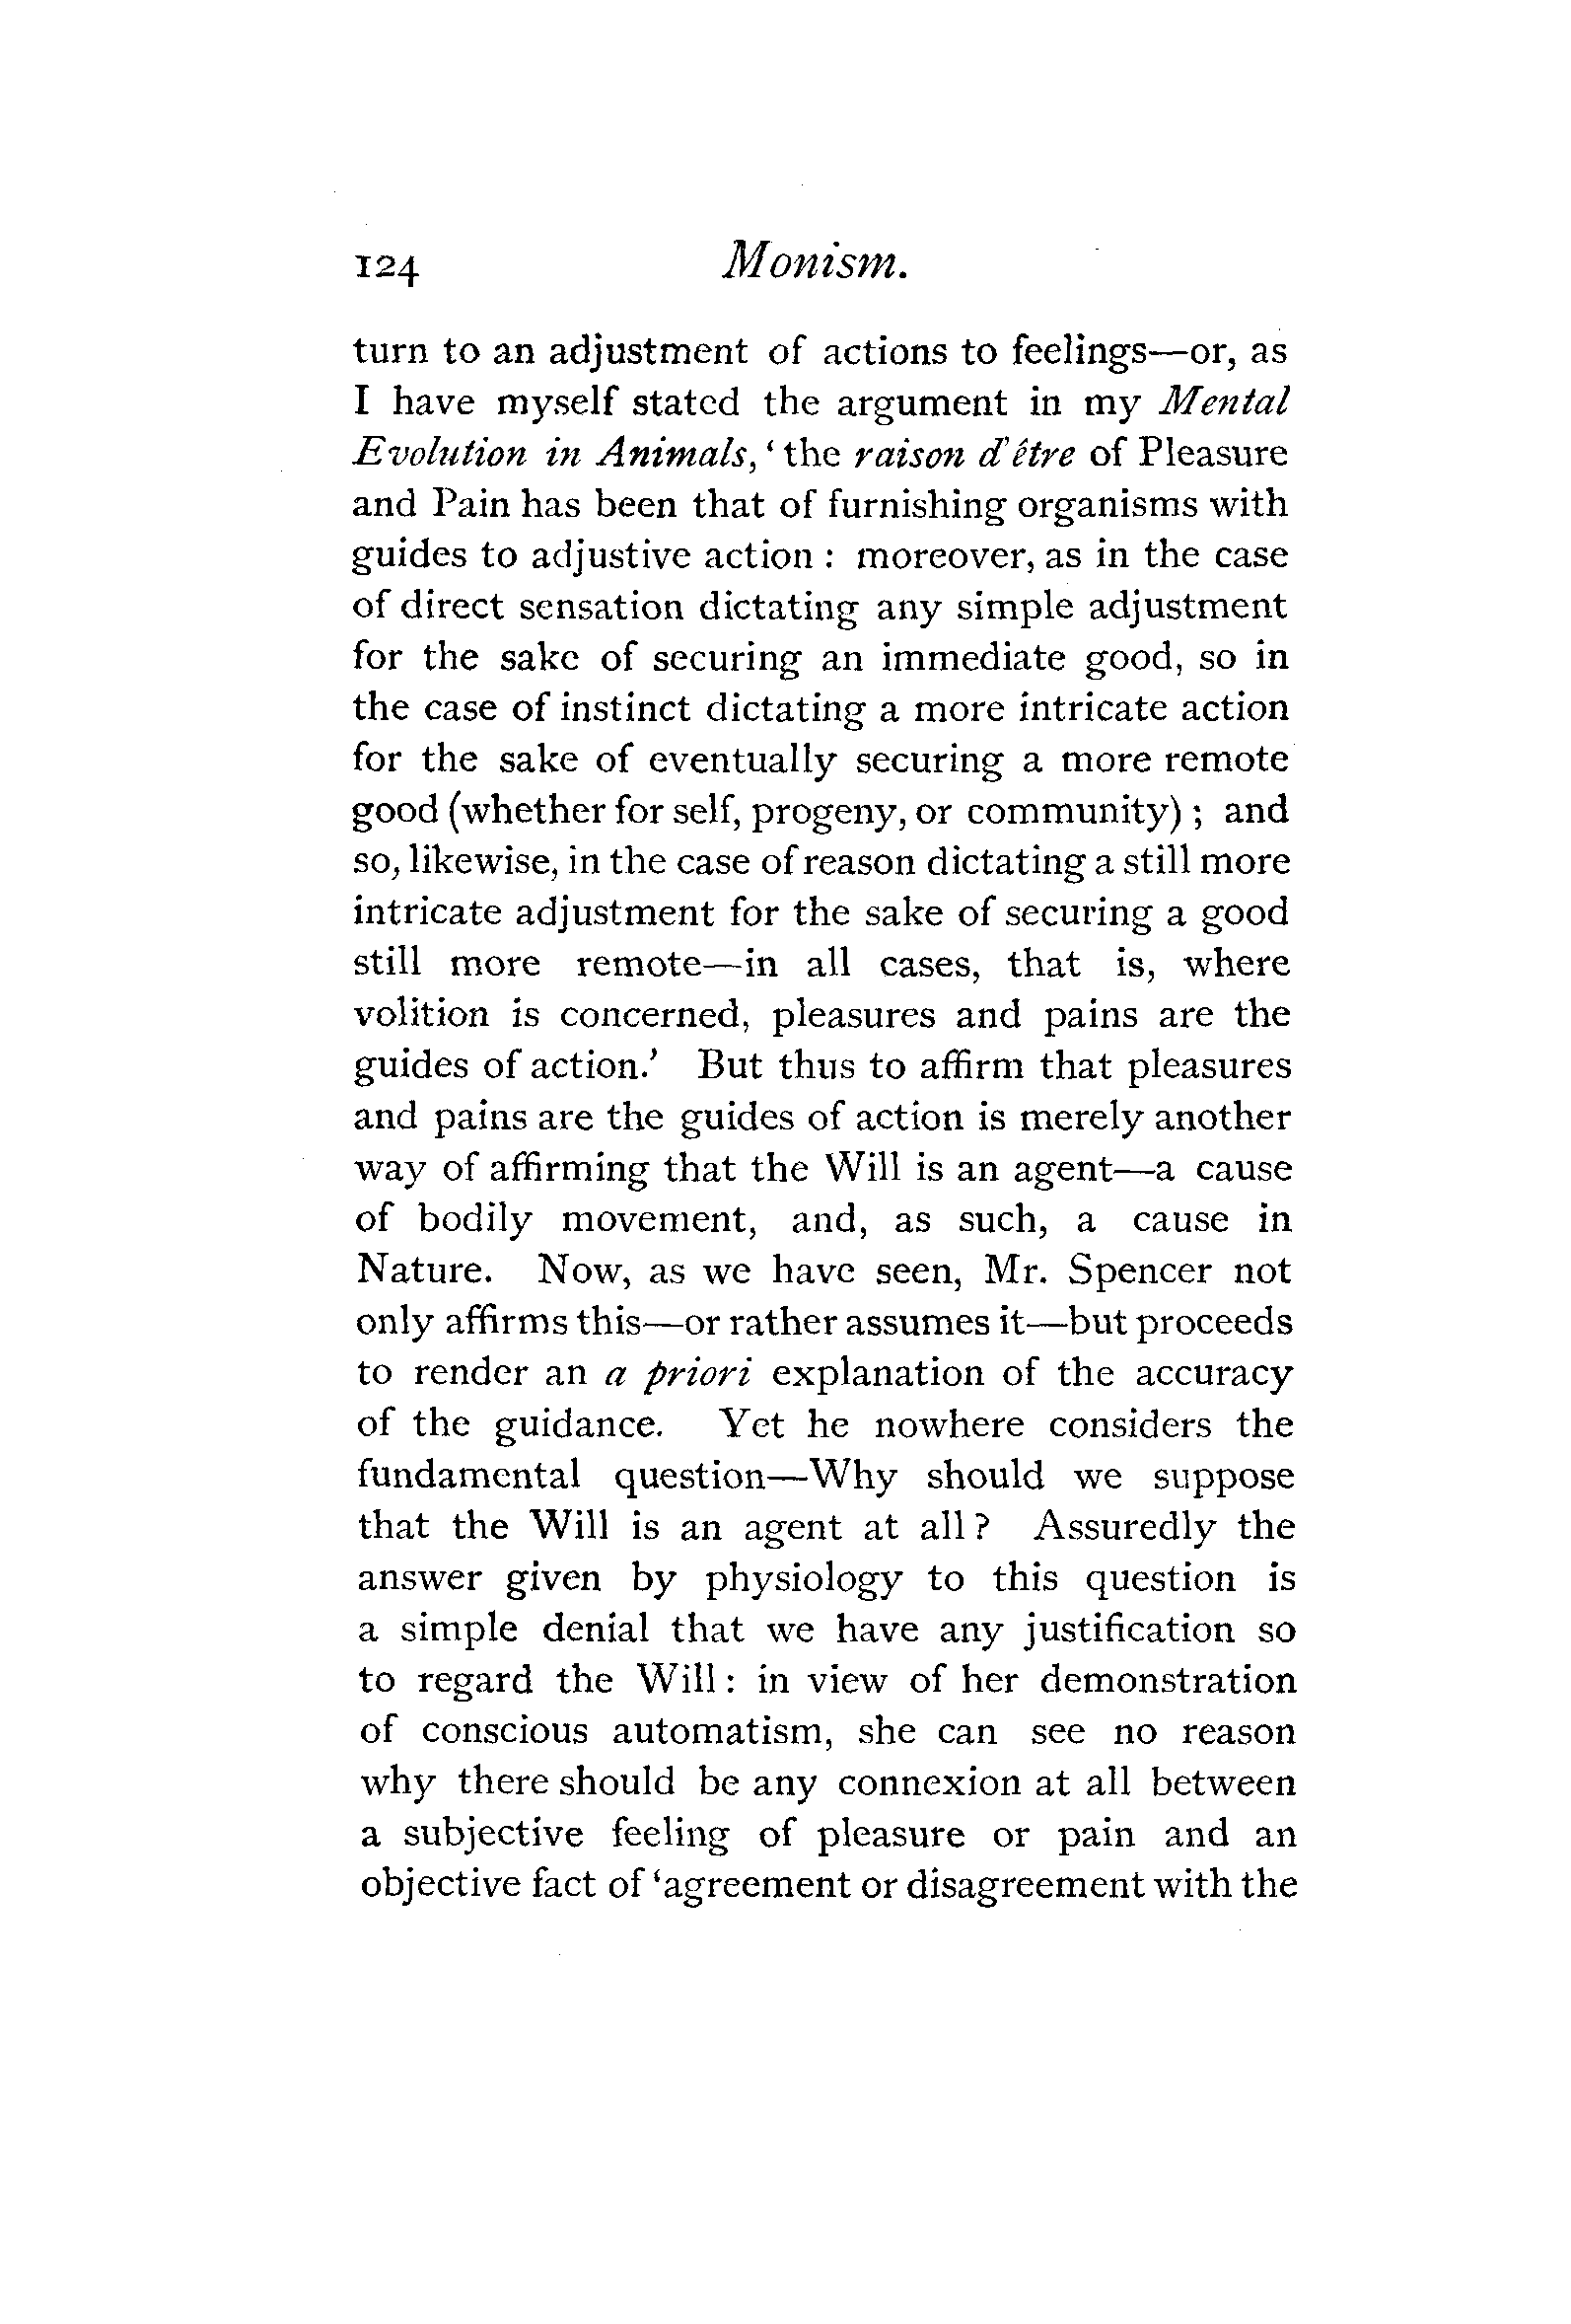 124 Monism.
turn to an adjustment of actions to feelings—or, as
I have myself stated the argument in my Mental
Evolution in Animals, ‘ the raison d'être of Pleasure
and Pain has been that of furnishing organisms with
guides to adjustive action : moreover, as in the case
of direct sensation dictating any simple adjustment
for the sake of securing an immediate good, so in
the case of instinct dictating a more intricate action
for the sake of eventually securing a more remote
good (whether for self, progeny, or community) ; and
so, likewise, in the case of reason dictating a still more
intricate adjustment for the sake of securing a good
still more remote—in all cases, that is, where
volition is concerned, pleasures and pains are the
guides of action.’ But thus to affirm that pleasures
and pains are the guides of action is merely another
way of affirming that the Will is an agent—a cause
of bodily movement, and, as such, a cause in
Nature. Now, as we have seen, Mr. Spencer not
only affirms this—or rather assumes it—but proceeds
to render an a priori explanation of the accuracy
of the guidance. Yet he nowhere considers the
fundamental question—Why should we suppose
that the Will is an agent at all ? Assuredly the
answer given by physiology to this question is
a simple denial that we have any justification so
to regard the Will : in view of her demonstration
of conscious automatism, she can see no reason
why there should be any connexion at all between
a subjective feeling of pleasure or pain and an
objective fact of ‘agreement or disagreement with the